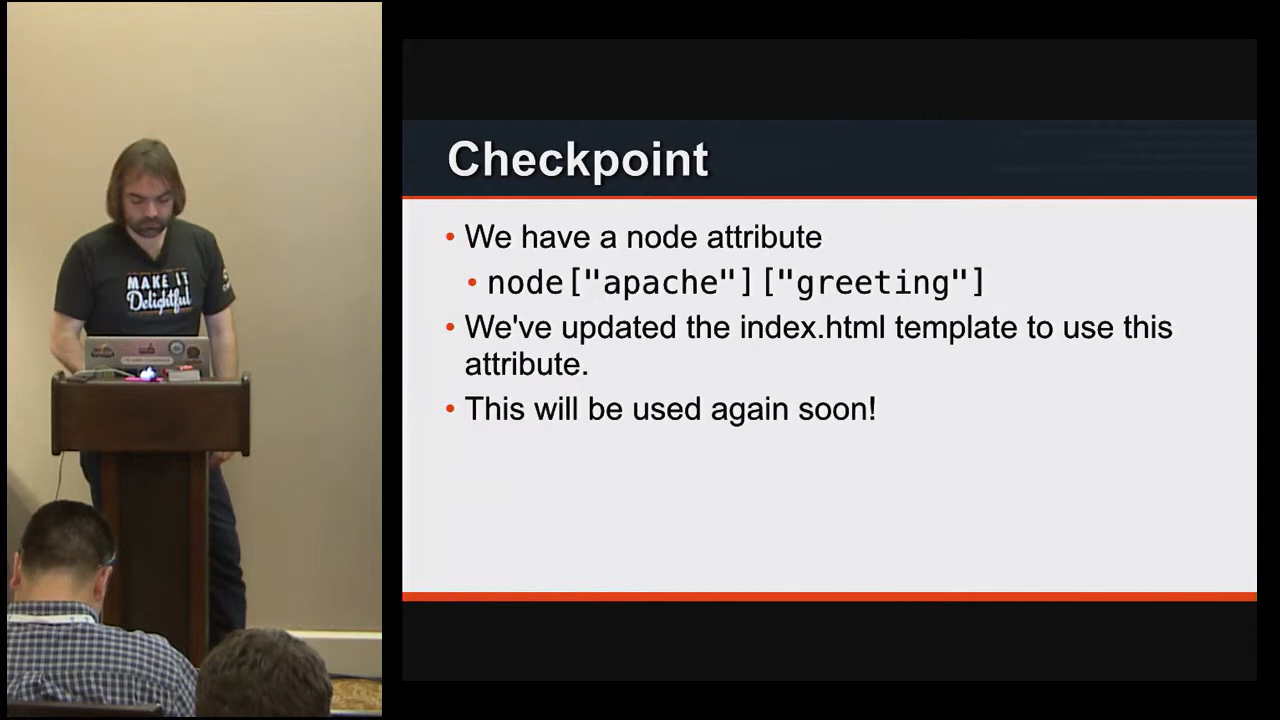 MAKE IT
Delightful
Checkpoint
• We have a node attribute
• node["apache"]["greeting"]
• We've updated the index.html template to use this
attribute.
• This will be used again soon!